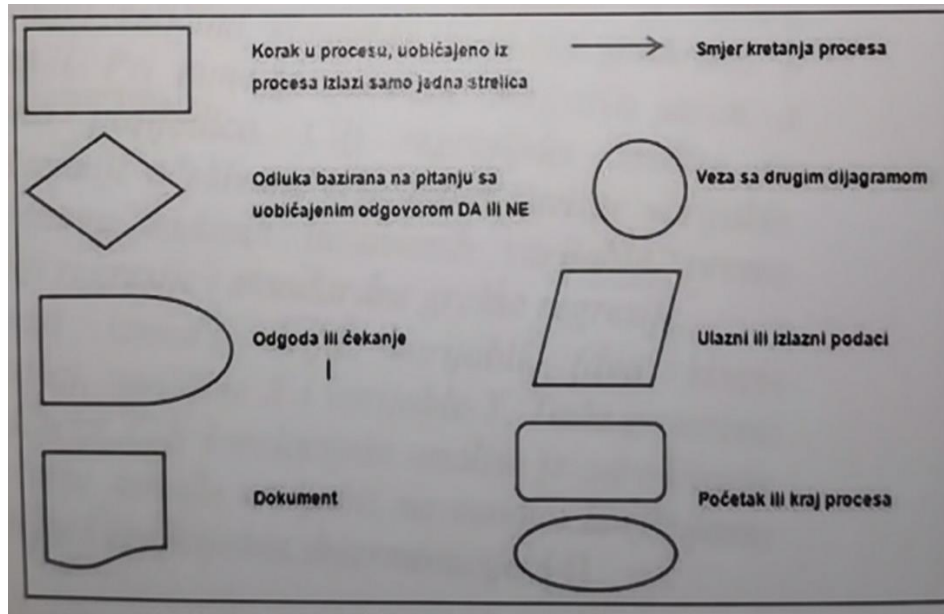 Korak u procesu, uobičajeno iz
procesa izlazi samo jedna strelica
Smjer kretanja procesa
Odluka bazirana na pitanju sa
uobičajenim odgovorom DA ili NE
Veza sa drugim dijagramom
Odgoda ili čekanje
Ulazni ili izlazni podaci
Dokument
Početak ili kraj procesa